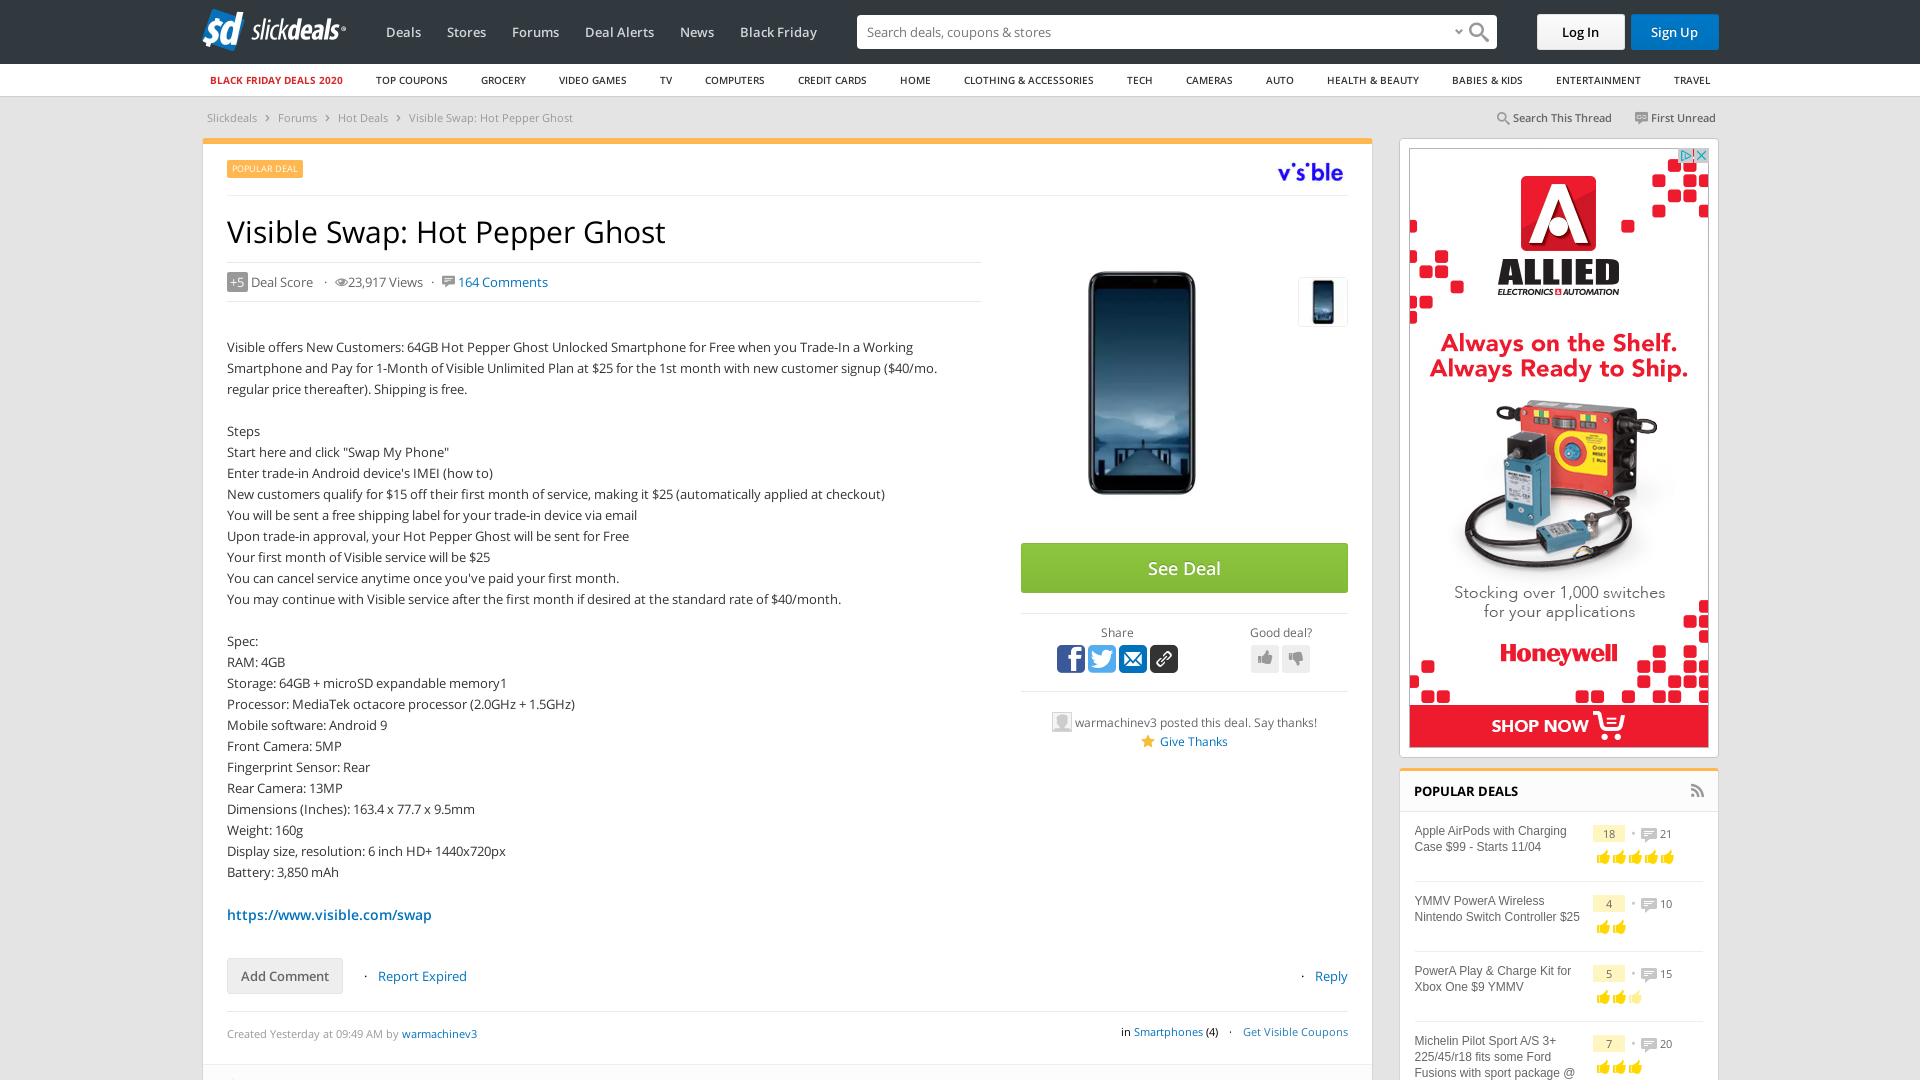 slickdeals
Deals
Stores
Forums
Deal Alerts
News
Black Friday
Search deals, coupons & shares
Log In
Sign Up
BLACK FRIDAY DEALS 2020
TOP COUPONS
GROCERY
VIDEO GAMES
TV
COMPUTERS
CREDIT CARDS
HOME
CLOTHING & ACCESSORIES
TECH
CAMERAS
AUTO
HEALTH & BEAUTY
BABIES & KIDS
ENTERTAINMENT
TRAVEL
Slickdeals > Forums > Hot Deals > Visible Swap: Hot Pepper Ghost
Search This Thread
First Unread
POPULAR DEAL
visible
Visible Swap: Hot Pepper Ghost
+5 Deal Score · 23,917 Views · 164 Comments
Visible offers New Customers: 64GB Hot Pepper Ghost Unlocked Smartphone for Free when you Trade-In a Working
Smartphone and Pay for 1-Month of Visible Unlimited Plan at $25 for the 1st month with new customer signup ($40/mo.
regular price thereafter). Shipping is free.
Steps
Start here and click "Swap My Phone"
Enter trade-in Android device's IMEI (how to)
New customers qualify for $15 off their first month of service, making it $25 (automatically applied at checkout)
You will be sent a free shipping label for your trade-in device via email
Upon trade-in approval, your Hot Pepper Ghost will be sent for Free
Your first month of Visible service will be $25
You can cancel service anytime once you've paid your first month.
You may continue with Visible service after the first month if desired at the standard rate of $40/month.
Spec:
RAM: 4GB
Storage: 64GB + microSD expandable memory1
Processor: MediaTek octacore processor (2.0GHz + 1.5GHz)
Mobile software: Android 9
Front Camera: 5MP
Fingerprint Sensor: Rear
Rear Camera: 13MP
Dimensions (Inches): 163.4 x 77.7 x 9.5mm
Weight: 160g
Display size, resolution: 6 inch HD+ 1440x720px
Battery: 3,850 mAh
https://www.visible.com/swap
Add Comment · Report Expired
· Reply
Created Yesterday at 09:49 AM by warmachinev3
in Smartphones (4) · Get Visible Coupons
See Deal
Share
Good deal?
warmachinev3 posted this deal. Say thanks!
Give Thanks
ALLIED
ELECTRONICS & AUTOMATION
Always on the Shelf.
Always Ready to Ship.
Stocking over 1,000 switches
for your applications
Honeywell
SHOP NOW
POPULAR DEALS
Apple AirPods with Charging
Case $99 - Starts 11/04
18 · 21
YMMV PowerA Wireless
Nintendo Switch Controller $25
4 · 10
PowerA Play & Charge Kit for
Xbox One $9 YMMV
5 · 15
Michelin Pilot Sport A/S 3+
225/45/r18 fits some Ford
Fusions with sport package @
7 · 20